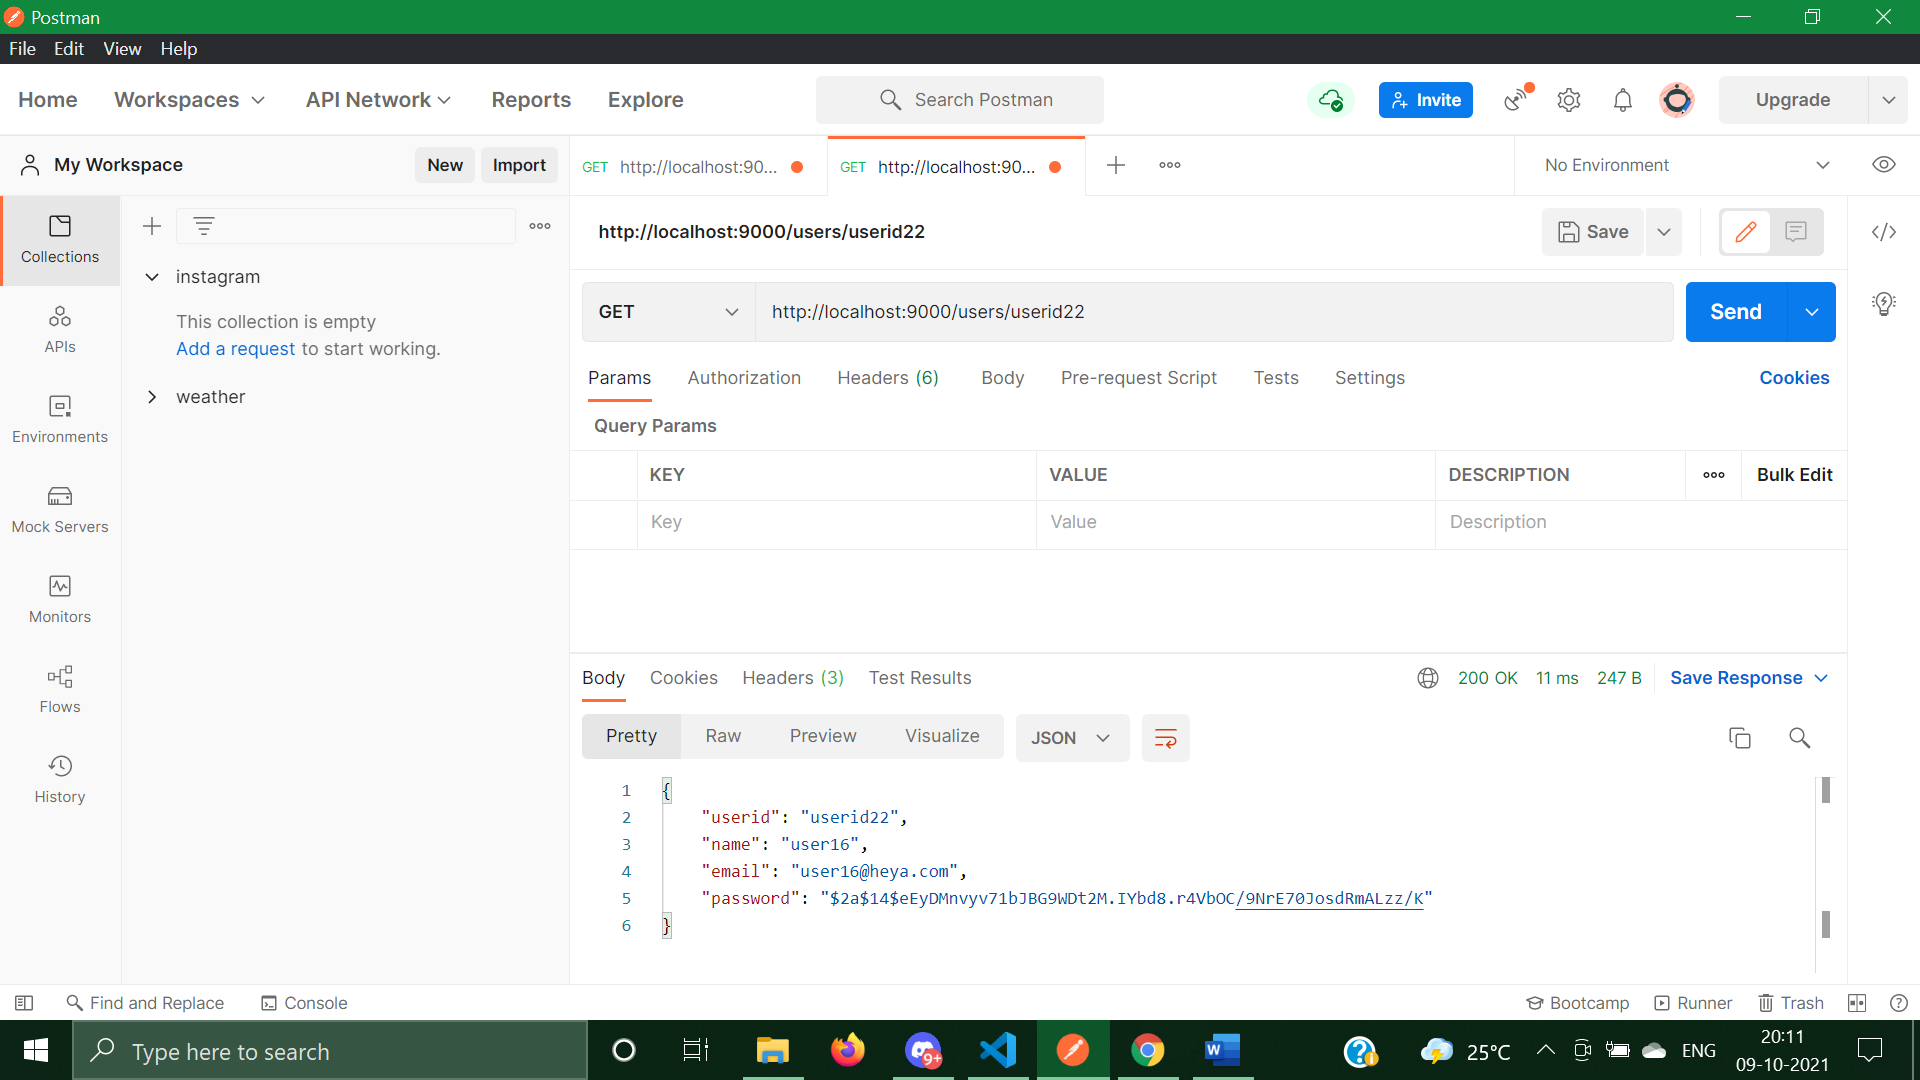 Postman
File Edit View Help
Home Workspaces API Network Reports Explore Search Postman Invite Upgrade
My Workspace New Import GET http://localhost:90... GET http://localhost:90... No Environment
Collections
APIs
Environments
Mock Servers
Monitors
Flows
History
instagram
This collection is empty
Add a request to start working.
weather
http://localhost:9000/users/userid22 Save
GET http://localhost:9000/users/userid22 Send
Params Authorization Headers (6) Body Pre-request Script Tests Settings Cookies
Query Params
KEY VALUE DESCRIPTION Bulk Edit
Key Value Description
Body Cookies Headers (3) Test Results 200 OK 11 ms 247 B Save Response
Pretty Raw Preview Visualize JSON
1 {
2 "userid": "userid22",
3 "name": "user16",
4 "email": "user16@heya.com",
5 "password": "$2a$14$eEyDMnvyv71bJBG9WDt2M.IYbd8.r4VbOC/9NrE70JosdRmALzz/K"
6 }
Find and Replace Console Bootcamp Runner Trash
Type here to search 9+ 25°C ENG 20:11
09-10-2021